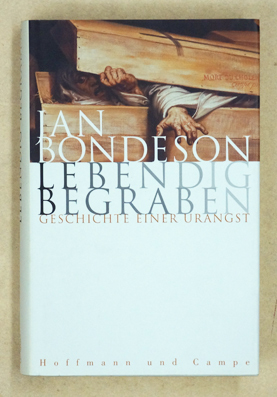 JAN
BONDESON
LEBENDIG
BEGRABEN
GESCHICHTE EINER URANGST
Hoffmann und Campe